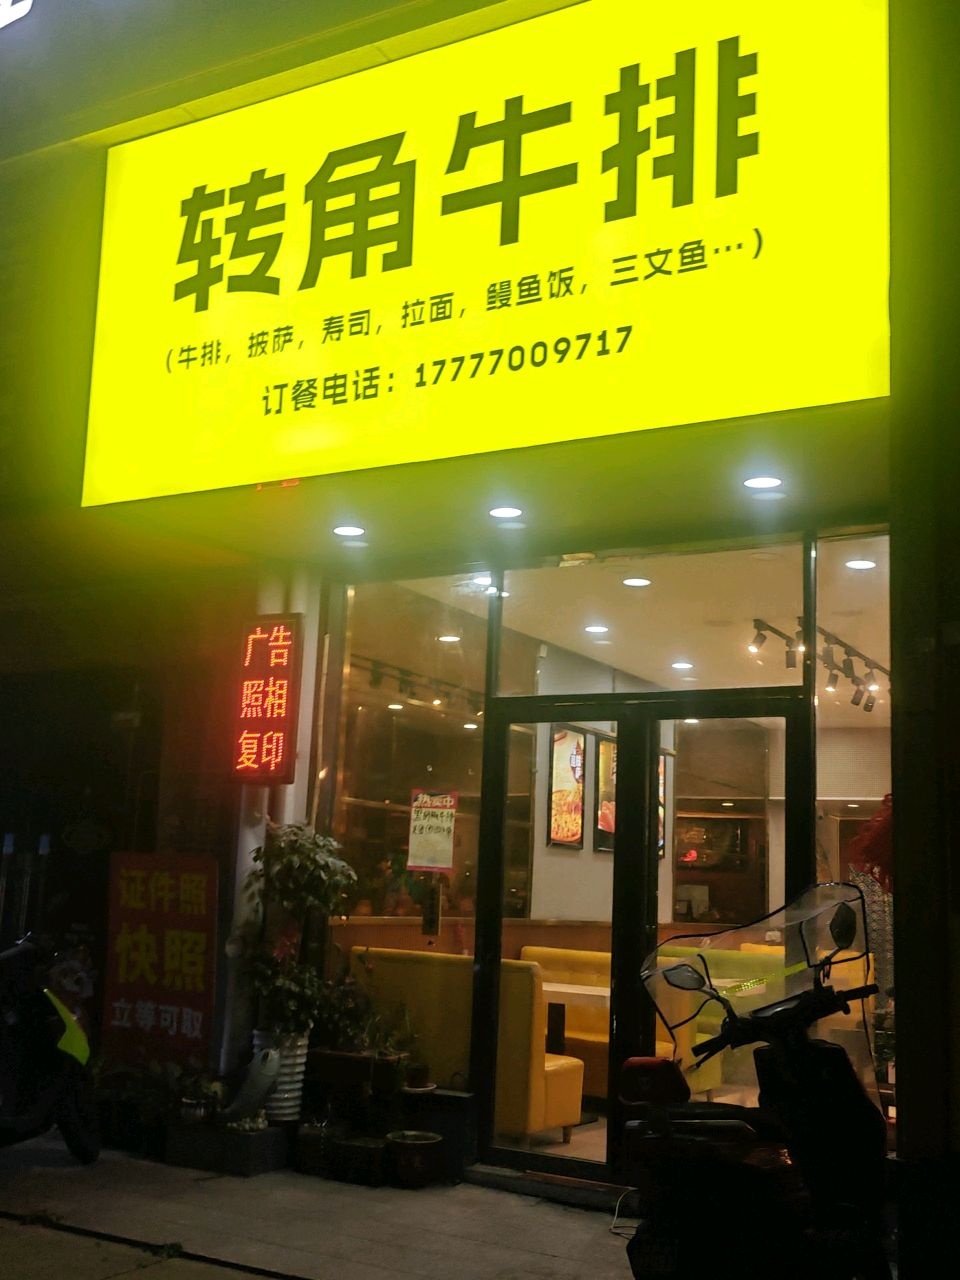 转角牛排
（牛排，披萨，寿司，拉面，鳗鱼饭，三文鱼…）
订餐电话：17777009717
广告
照相
复印
热卖中
证件照
快照
立等可取